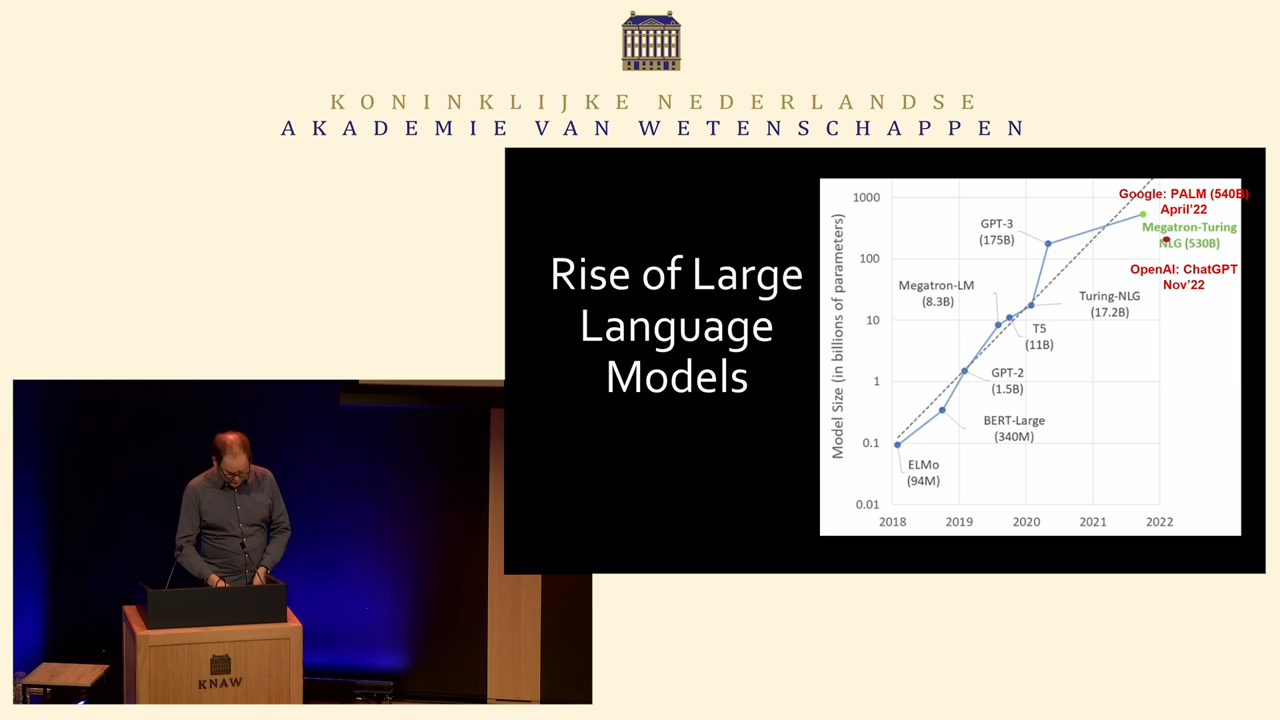 KONINKLIJKE NEDERLANDSE
AKADEMIE VAN WETENSCHAPPEN
Rise of Large
Language
Models
Model Size (in billions of parameters)
1000
100
10
1
0.1
0.01
2018
2019
2020
2021
2022
Google: PALM (540B)
April'22
Megatron-Turing
NLG (530B)
OpenAI: ChatGPT
Nov'22
GPT-3
(175B)
Megatron-LM
(8.3B)
Turing-NLG
(17.2B)
T5
(11B)
GPT-2
(1.5B)
BERT-Large
(340M)
ELMo
(94M)
KNAW